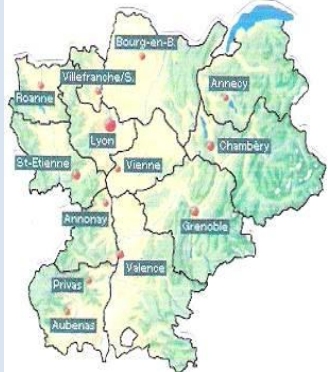 Bourg-en-B.
Villefranche/S.
Annecy
Roanne
Lyon
Chambéry
St-Etienne
Vienne
Annonay
Grenoble
Valence
Privas
Aubenas